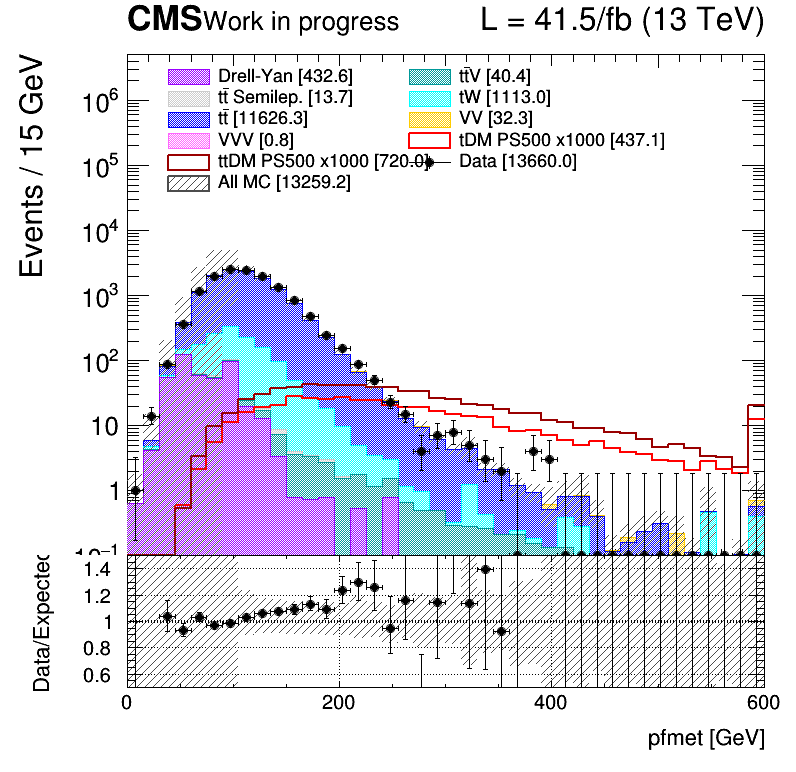 CMS Work in progress L = 41.5/fb (13 TeV)
Events / 15 GeV
Drell-Yan [432.6] tt̄V [40.4]
tt̄ Semilep. [13.7] tW [1113.0]
tt̄ [11626.3] VV [32.3]
VVV [0.8] tDM PS500 x1000 [437.1]
ttDM PS500 x1000 [720.0] Data [13660.0]
All MC [13259.2]
10⁶
10⁵
10⁴
10³
10²
10
1
10⁻¹
Data/Expected
1.4
1.2
1
0.8
0.6
0 200 400 600
pfmet [GeV]